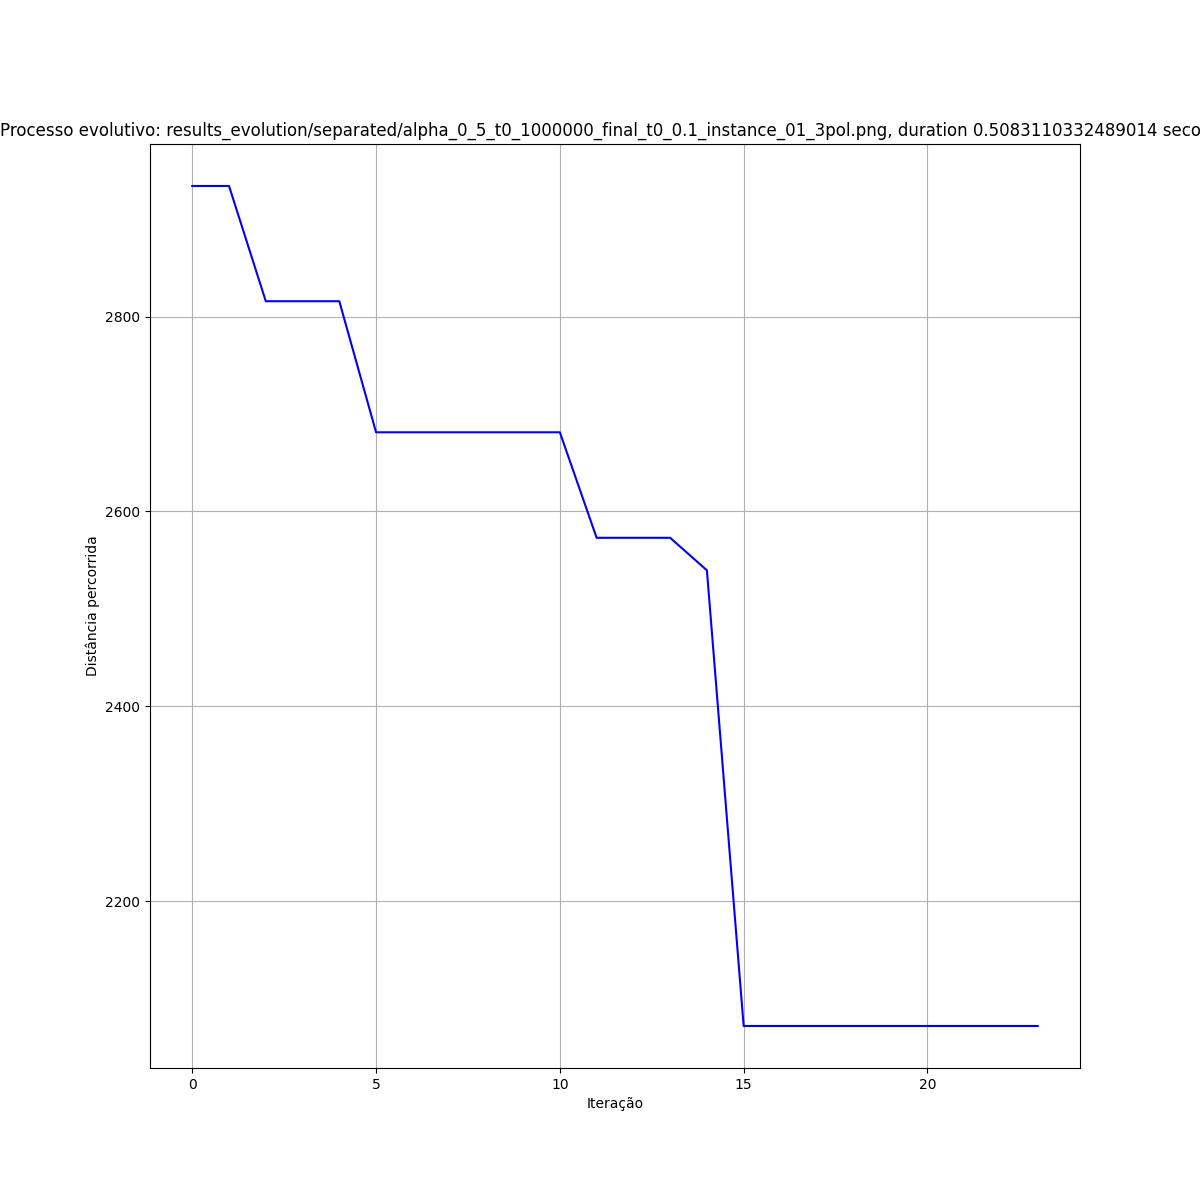 Processo evolutivo: results_evolution/separated/alpha_0_5_t0_1000000_final_t0_0.1_instance_01_3pol.png, duration 0.5083110332489014 seco
2800
2600
2400
2200
Distância percorrida
0 5 10 15 20
Iteração